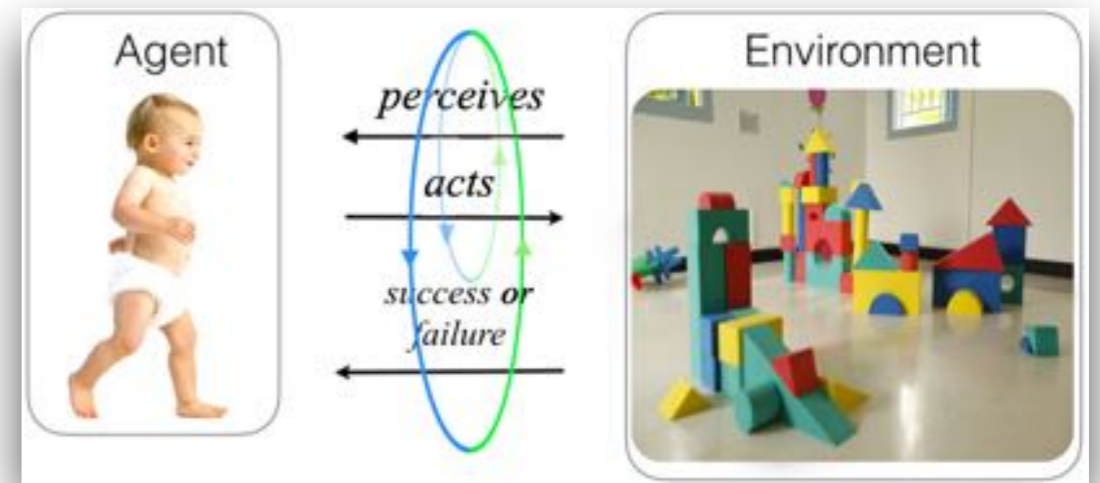 Agent
perceives
acts
success or
failure
Environment